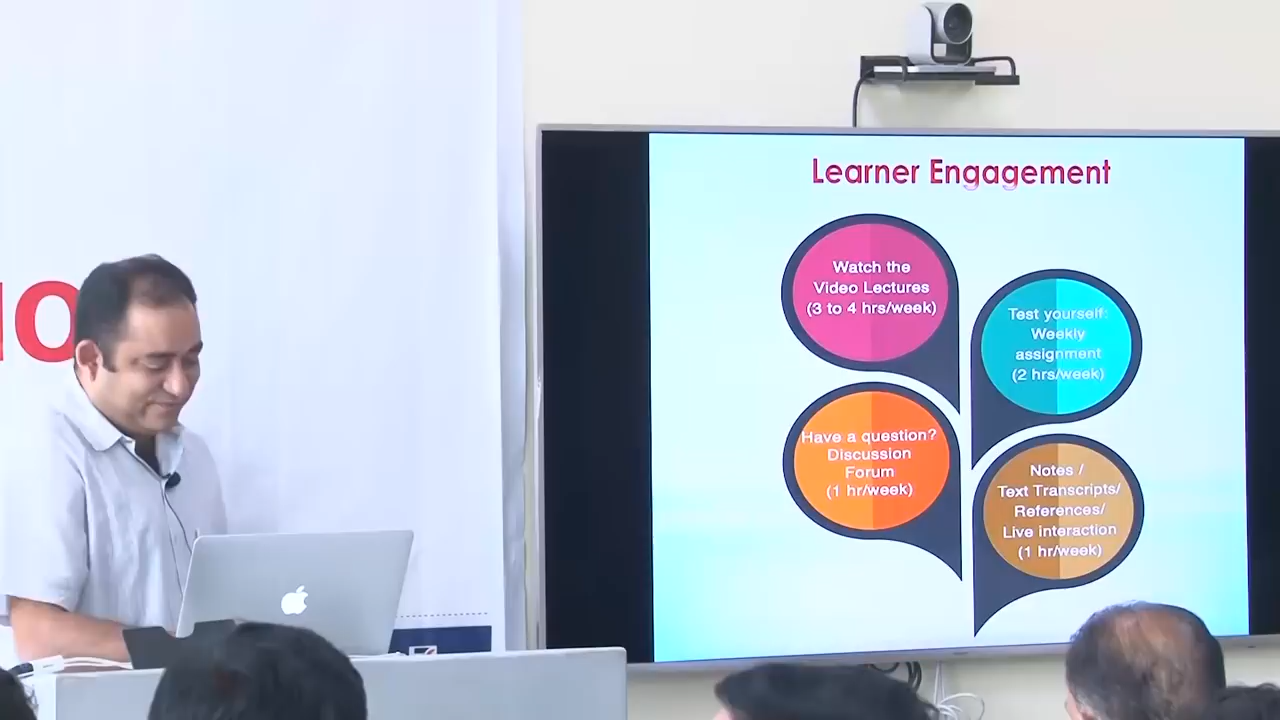 Learner Engagement
Watch the
Video Lectures
(3 to 4 hrs/week)
Test yourself:
Weekly
assignment
(2 hrs/week)
Have a question?
Discussion
Forum
(1 hr/week)
Notes /
Text Transcripts/
References/
Live interaction
(1 hr/week)